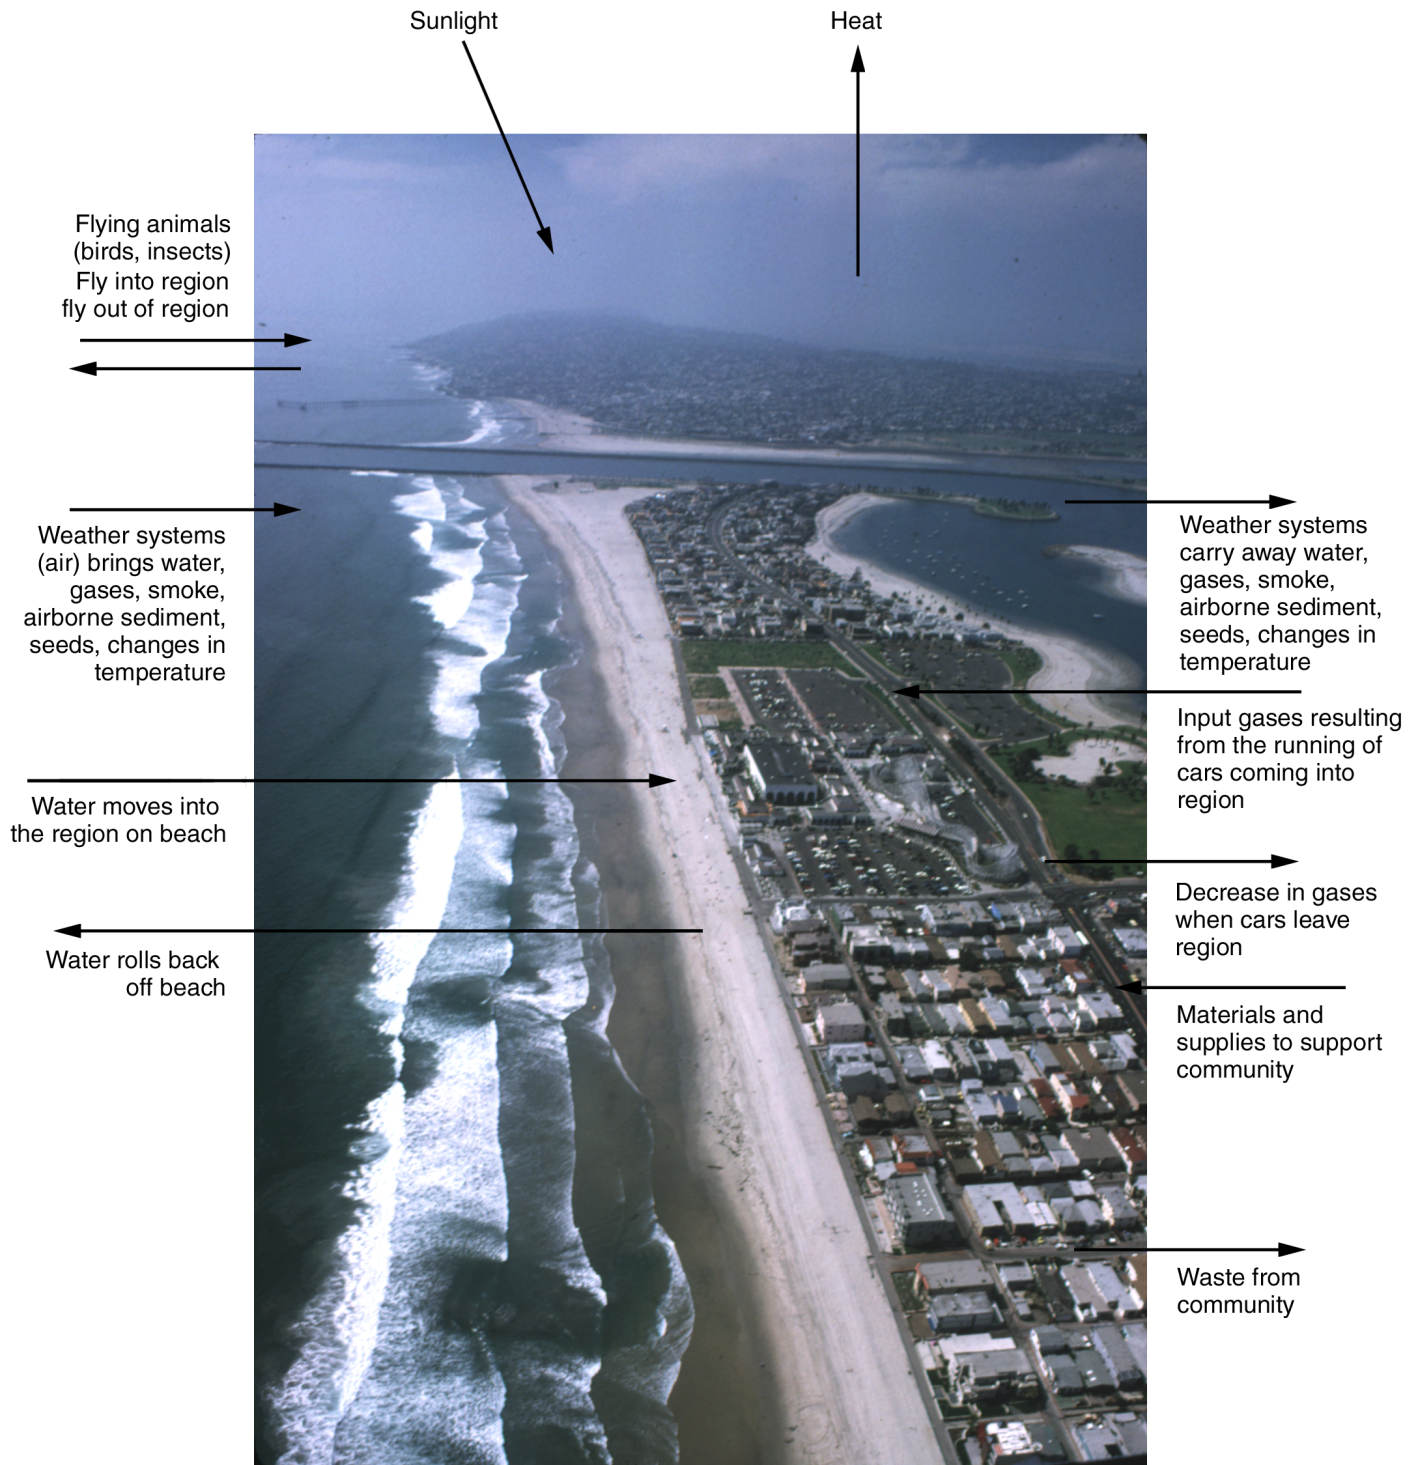 Sunlight
Heat
Flying animals
(birds, insects)
Fly into region
fly out of region
Weather systems
(air) brings water,
gases, smoke,
airborne sediment,
seeds, changes in
temperature
Water moves into
the region on beach
Water rolls back
off beach
Weather systems
carry away water,
gases, smoke,
airborne sediment,
seeds, changes in
temperature
Input gases resulting
from the running of
cars coming into
region
Decrease in gases
when cars leave
region
Materials and
supplies to support
community
Waste from
community